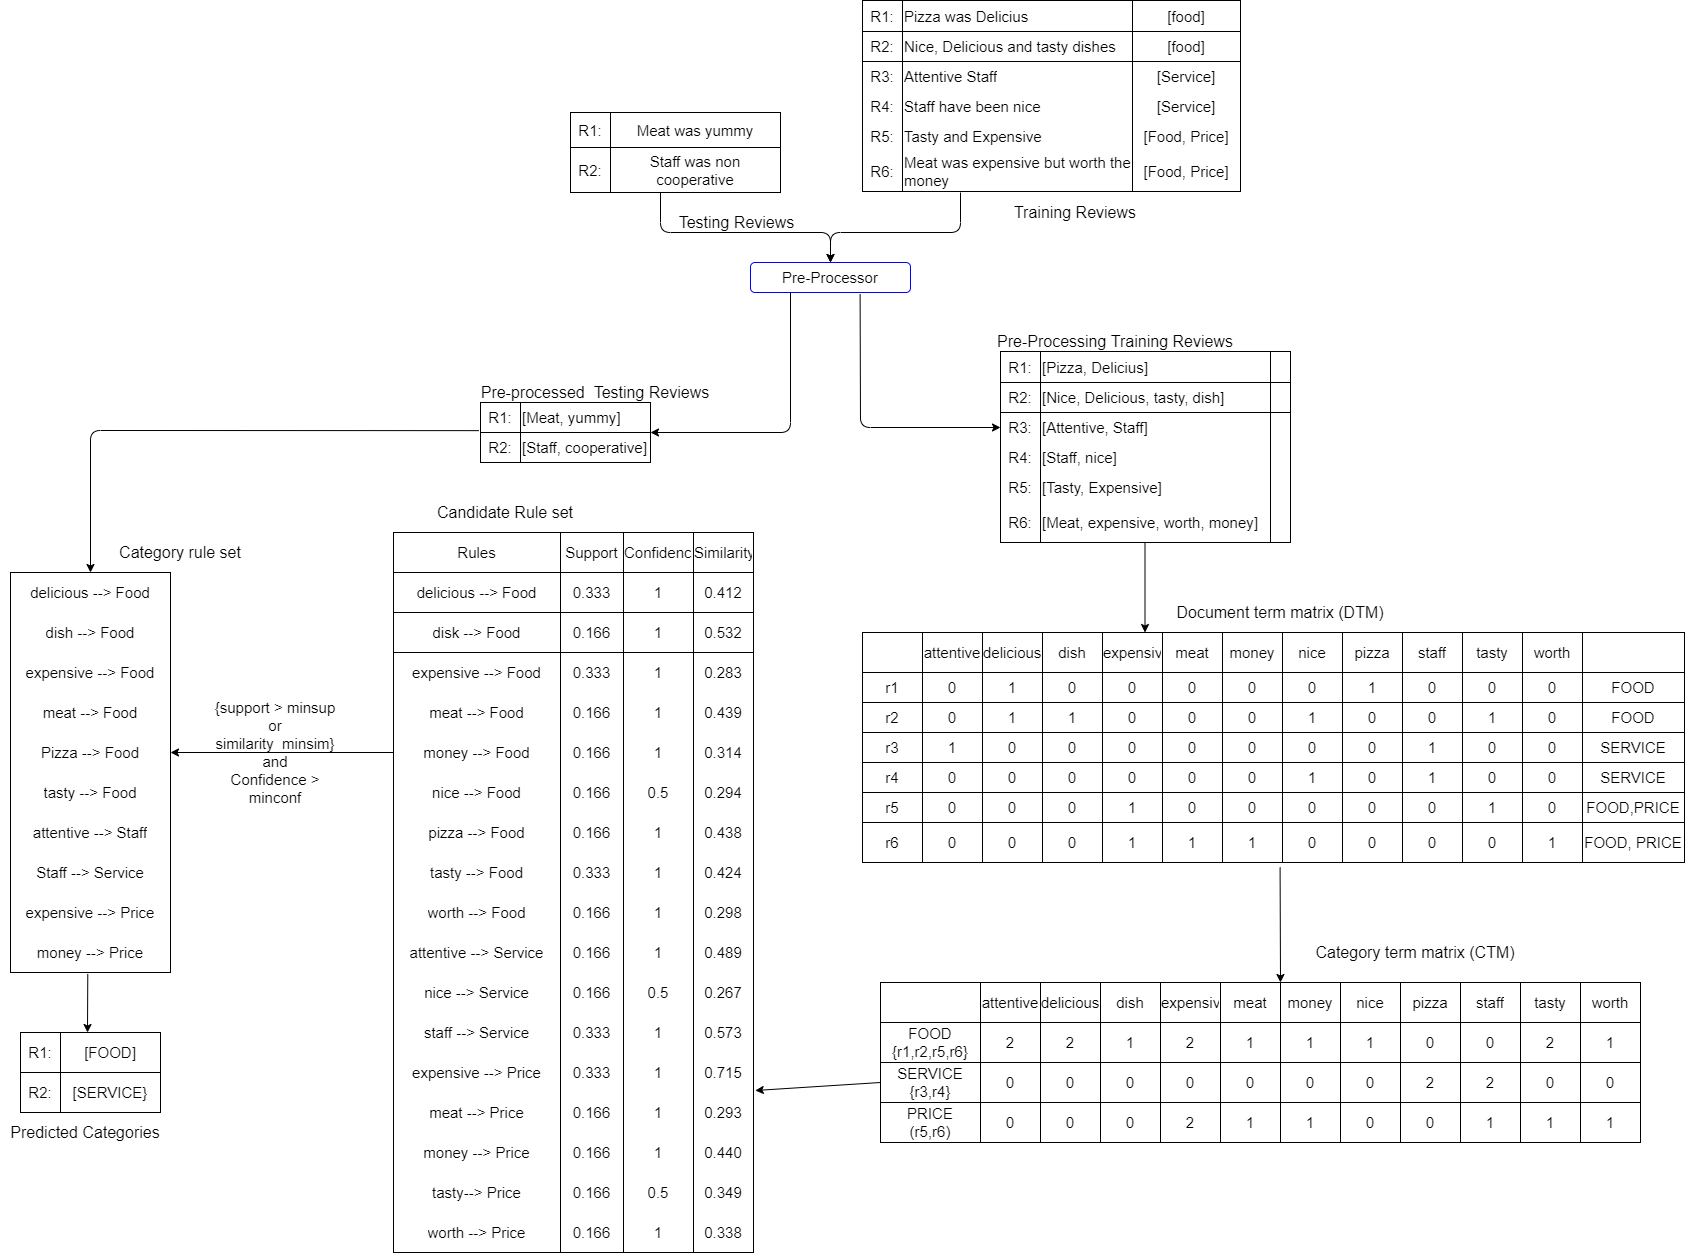 R1: Pizza was Delicius [food]
R2: Nice, Delicious and tasty dishes [food]
R3: Attentive Staff [Service]
R4: Staff have been nice [Service]
R5: Tasty and Expensive [Food, Price]
R6: Meat was expensive but worth the
money [Food, Price]
Training Reviews
R1: Meat was yummy
R2: Staff was non
cooperative
Testing Reviews
Pre-Processor
Pre-Processing Training Reviews
R1: [Pizza, Delicius]
R2: [Nice, Delicious, tasty, dish]
R3: [Attentive, Staff]
R4: [Staff, nice]
R5: [Tasty, Expensive]
R6: [Meat, expensive, worth, money]
Pre-processed Testing Reviews
R1: [Meat, yummy]
R2: [Staff, cooperative]
Category rule set
delicious --> Food
dish --> Food
expensive --> Food
meat --> Food
Pizza --> Food
tasty --> Food
attentive --> Staff
Staff --> Service
expensive --> Price
money --> Price
{support > minsup
or
similarity minsim}
and
Confidence >
minconf
Candidate Rule set
Rules Support Confidenc Similarity
delicious --> Food 0.333 1 0.412
disk --> Food 0.166 1 0.532
expensive --> Food 0.333 1 0.283
meat --> Food 0.166 1 0.439
money --> Food 0.166 1 0.314
nice --> Food 0.166 0.5 0.294
pizza --> Food 0.166 1 0.438
tasty --> Food 0.333 1 0.424
worth --> Food 0.166 1 0.298
attentive --> Service 0.166 1 0.489
nice --> Service 0.166 0.5 0.267
staff --> Service 0.333 1 0.573
expensive --> Price 0.333 1 0.715
meat --> Price 0.166 1 0.293
money --> Price 0.166 1 0.440
tasty--> Price 0.166 0.5 0.349
worth --> Price 0.166 1 0.338
Document term matrix (DTM)
attentive delicious dish expensiv meat money nice pizza staff tasty worth
r1 0 1 0 0 0 0 0 1 0 0 0 FOOD
r2 0 1 1 0 0 0 1 0 0 1 0 FOOD
r3 1 0 0 0 0 0 0 0 1 0 0 SERVICE
r4 0 0 0 0 0 0 1 0 1 0 0 SERVICE
r5 0 0 0 1 0 0 0 0 0 1 0 FOOD,PRICE
r6 0 0 0 1 1 1 0 0 0 0 1 FOOD, PRICE
Category term matrix (CTM)
attentive delicious dish expensiv meat money nice pizza staff tasty worth
FOOD
{r1,r2,r5,r6} 2 2 1 2 1 1 1 0 0 2 1
SERVICE
{r3,r4} 0 0 0 0 0 0 0 2 2 0 0
PRICE
(r5,r6) 0 0 0 2 1 1 0 0 1 1 1
R1: [FOOD]
R2: [SERVICE}
Predicted Categories